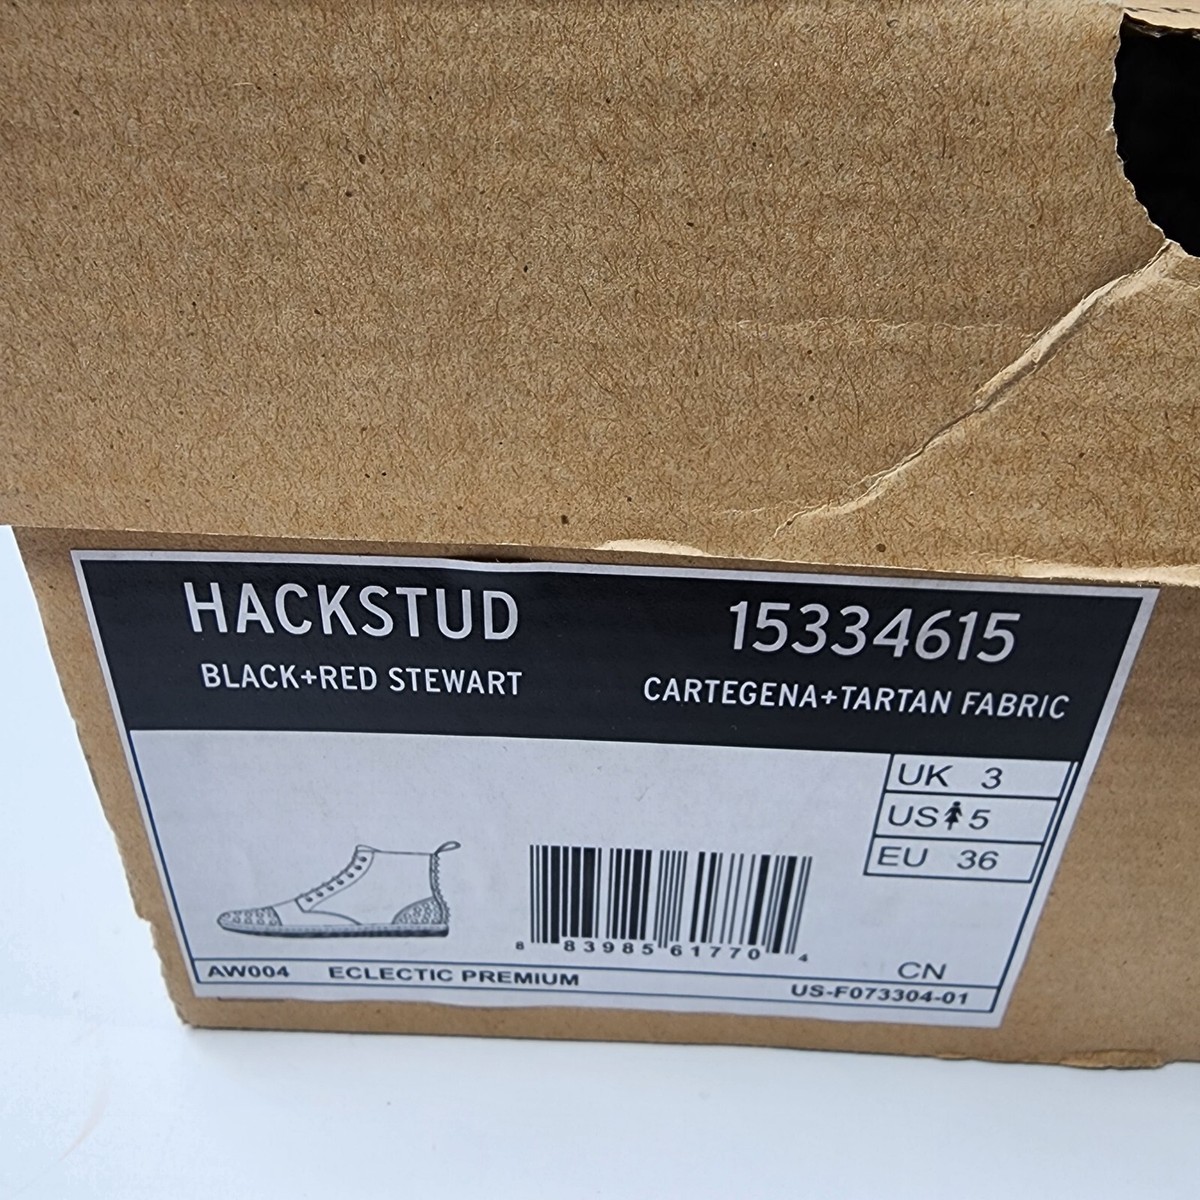 HACKSTUD 15334615
BLACK+RED STEWART CARTEGENA+TARTAN FABRIC
UK 3
US 5
EU 36
8 83985 61770 4
CN
AW004 ECLECTIC PREMIUM US-F073304-01